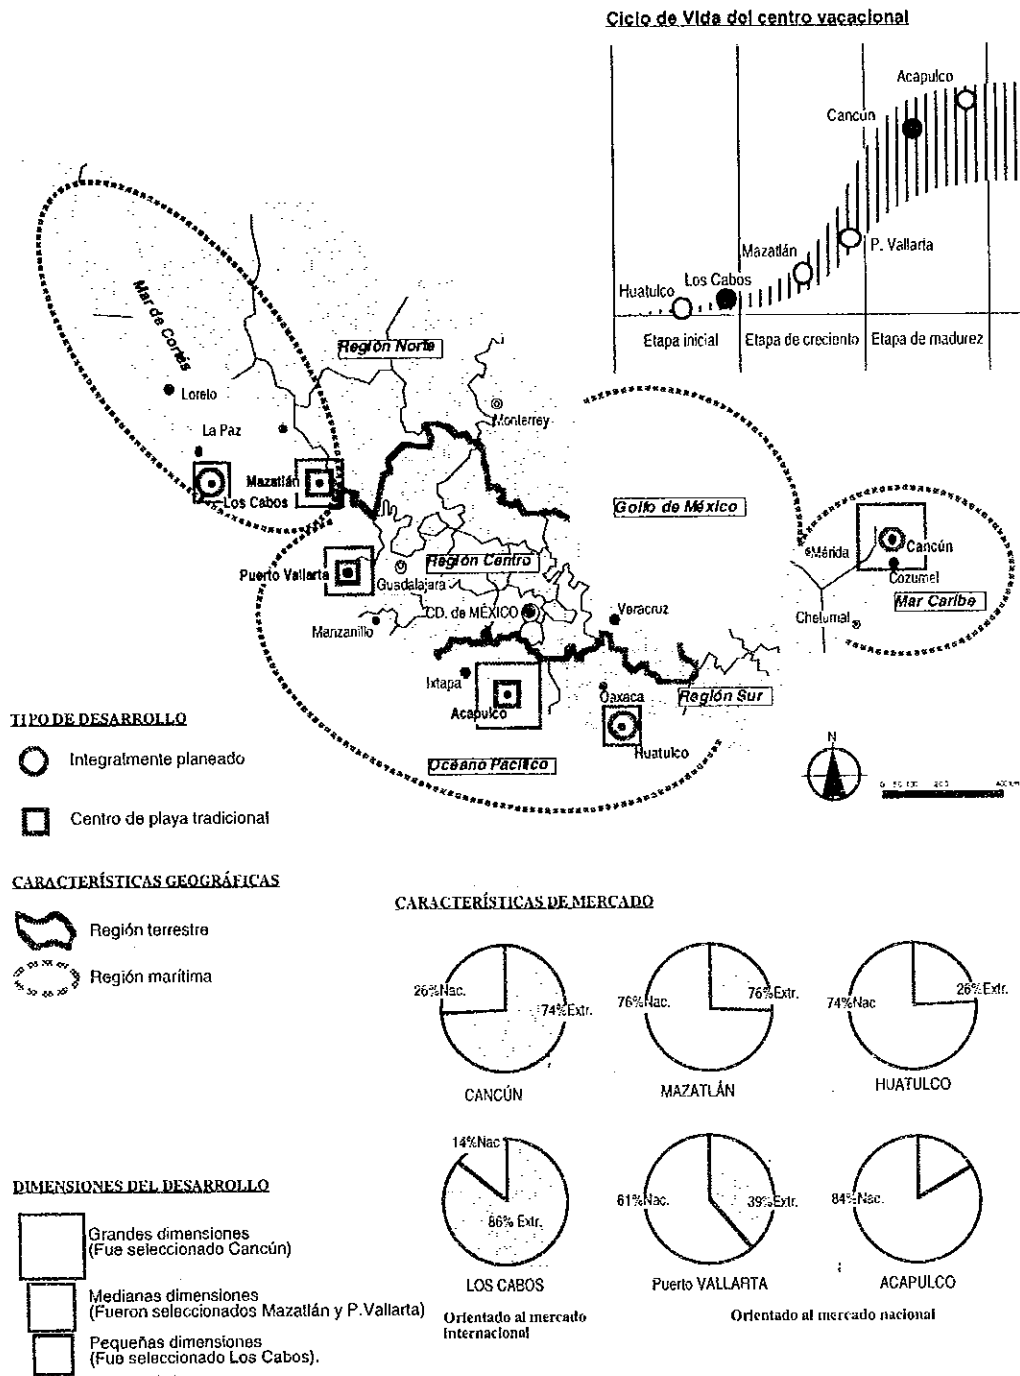 Ciclo de Vida del centro vacacional
Acapulco
Cancún
Mazatlán
P. Vallarta
Huatulco
Los Cabos
Etapa inicial
Etapa de creciento
Etapa de madurez
Mar de Cortés
Región Norte
Loreto
Monterrey
La Paz
Mazatlán
Los Cabos
Golfo de México
Mérida
Cancún
Cozumel
Mar Caribe
Chetumal
Puerto Vallarta
Guadalajara
Región Centro
CD. de MÉXICO
Veracruz
Manzanillo
Ixtapa
Acapulco
Oaxaca
Región Sur
Huatulco
Océano Pacífico
N
TIPO DE DESARROLLO
Integralmente planeado
Centro de playa tradicional
CARACTERÍSTICAS GEOGRÁFICAS
Región terrestre
Región marítima
CARACTERÍSTICAS DE MERCADO
26%Nac.
74%Extr.
CANCÚN
76%Nac.
76%Extr.
MAZATLÁN
74%Nac
26%Extr.
HUATULCO
14%Nac
86% Extr.
LOS CABOS
61%Nac.
39%Extr.
Puerto VALLARTA
84%Nac.
ACAPULCO
Orientado al mercado
internacional
Orientado al mercado nacional
DIMENSIONES DEL DESARROLLO
Grandes dimensiones
(Fue seleccionado Cancún)
Medianas dimensiones
(Fueron seleccionados Mazatlán y P.Vallarta)
Pequeñas dimensiones
(Fue seleccionado Los Cabos).